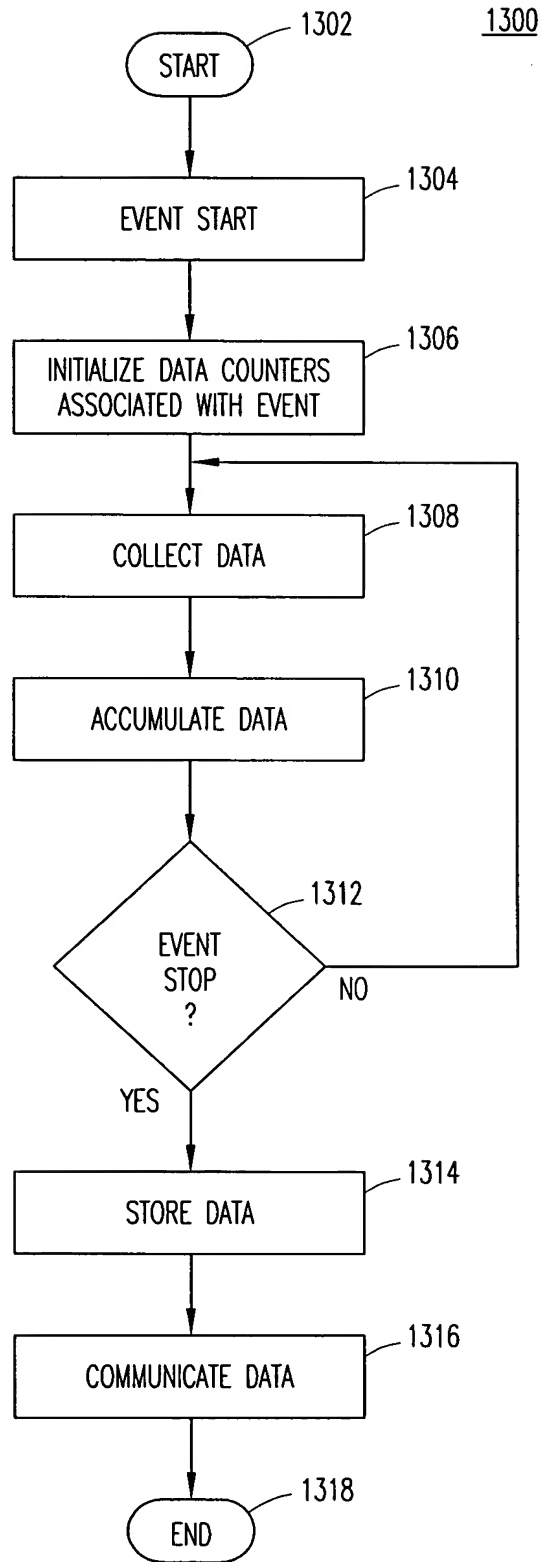 1300
1302
START
1304
EVENT START
1306
INITIALIZE DATA COUNTERS
ASSOCIATED WITH EVENT
1308
COLLECT DATA
1310
ACCUMULATE DATA
1312
EVENT
STOP
?
NO
YES
1314
STORE DATA
1316
COMMUNICATE DATA
1318
END